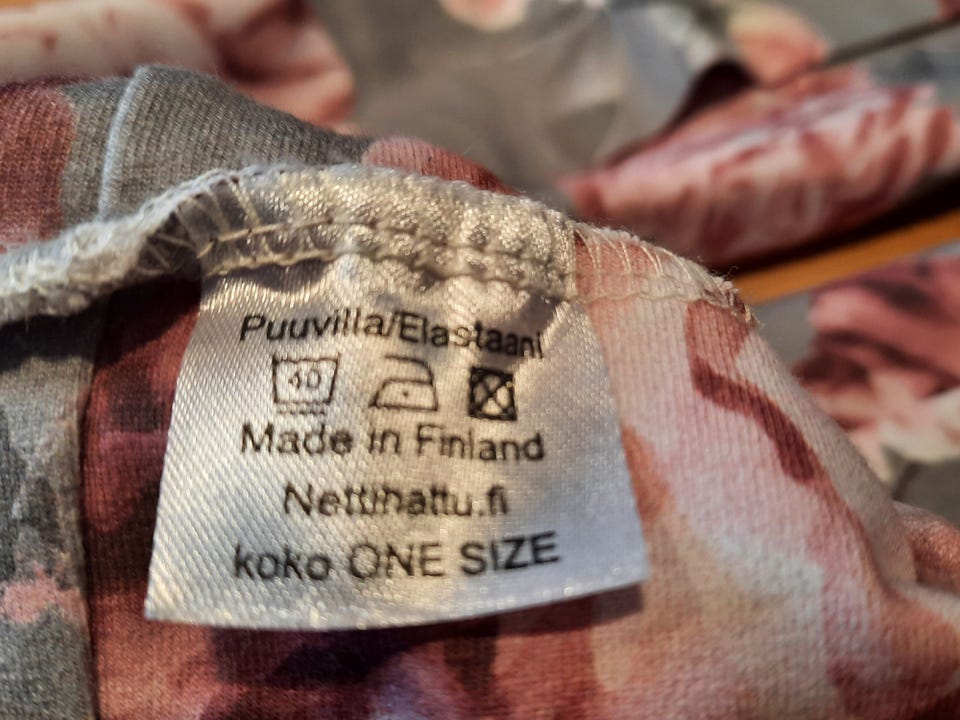 Puuvilla/Elastaani
40
Made in Finland
Nettihattu.fi
koko ONE SIZE